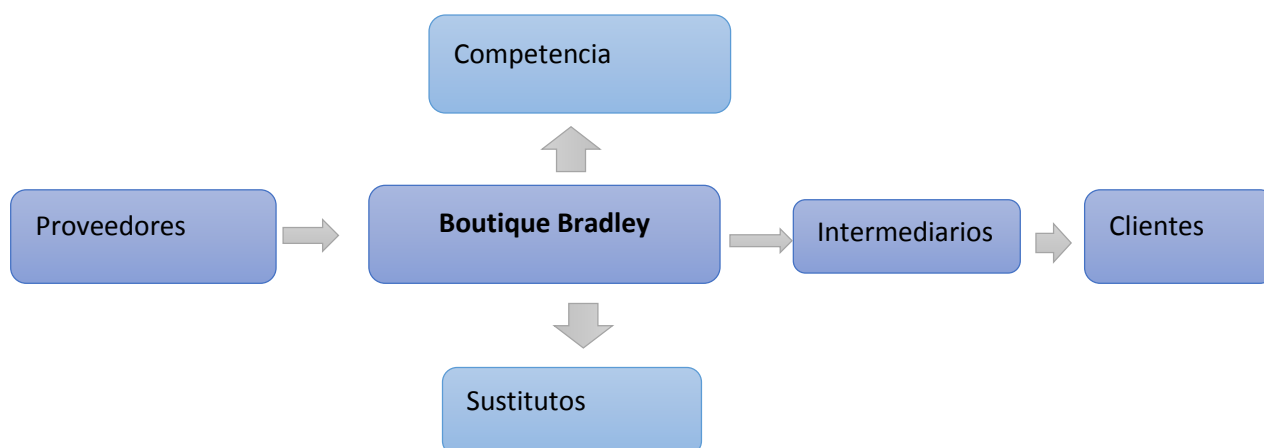 Competencia
Proveedores
Boutique Bradley
Intermediarios
Clientes
Sustitutos